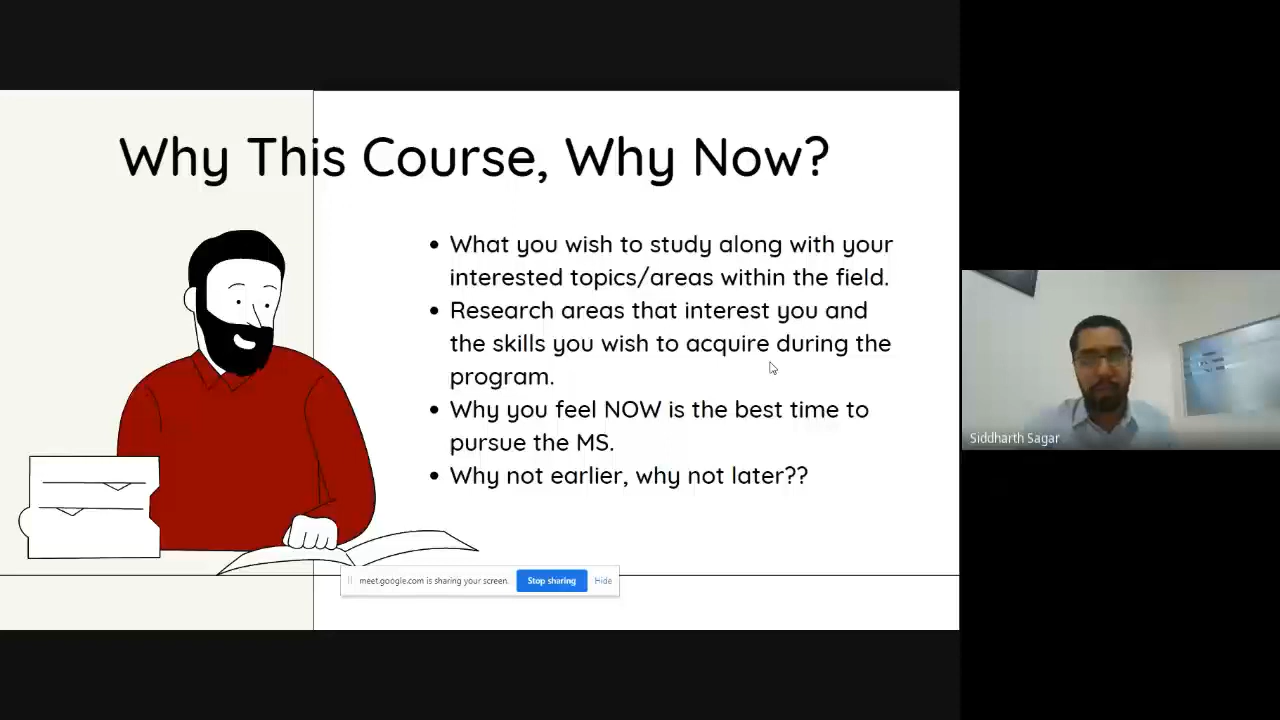 Why This Course, Why Now?
• What you wish to study along with your
interested topics/areas within the field.
• Research areas that interest you and
the skills you wish to acquire during the
program.
• Why you feel NOW is the best time to
pursue the MS.
• Why not earlier, why not later??
meet.google.com is sharing your screen.
Stop sharing
Hide
Siddharth Sagar